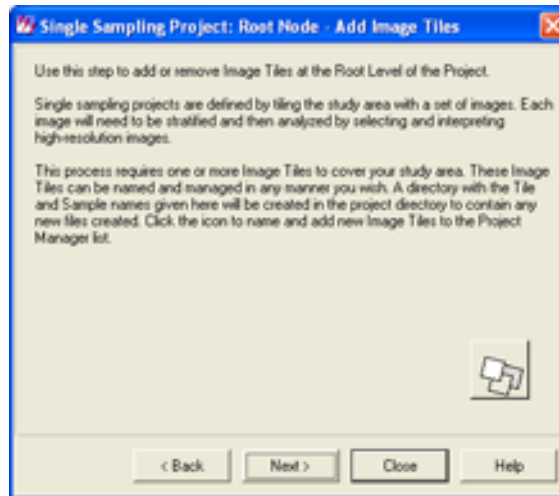 Single Sampling Project: Root Node - Add Image Tiles
Use this step to add or remove Image Tiles at the Root Level of the Project.
Single sampling projects are defined by tiling the study area with a set of images. Each
image will need to be stratified and then analyzed by selecting and interpreting
high-resolution images.
This process requires one or more Image Tiles to cover your study area. These Image
Tiles can be named and managed in any manner you wish. A directory with the Tile
and Sample names given here will be created in the project directory to contain any
new files created. Click the icon to name and add new Image Tiles to the Project
Manager list.
< Back Next > Close Help